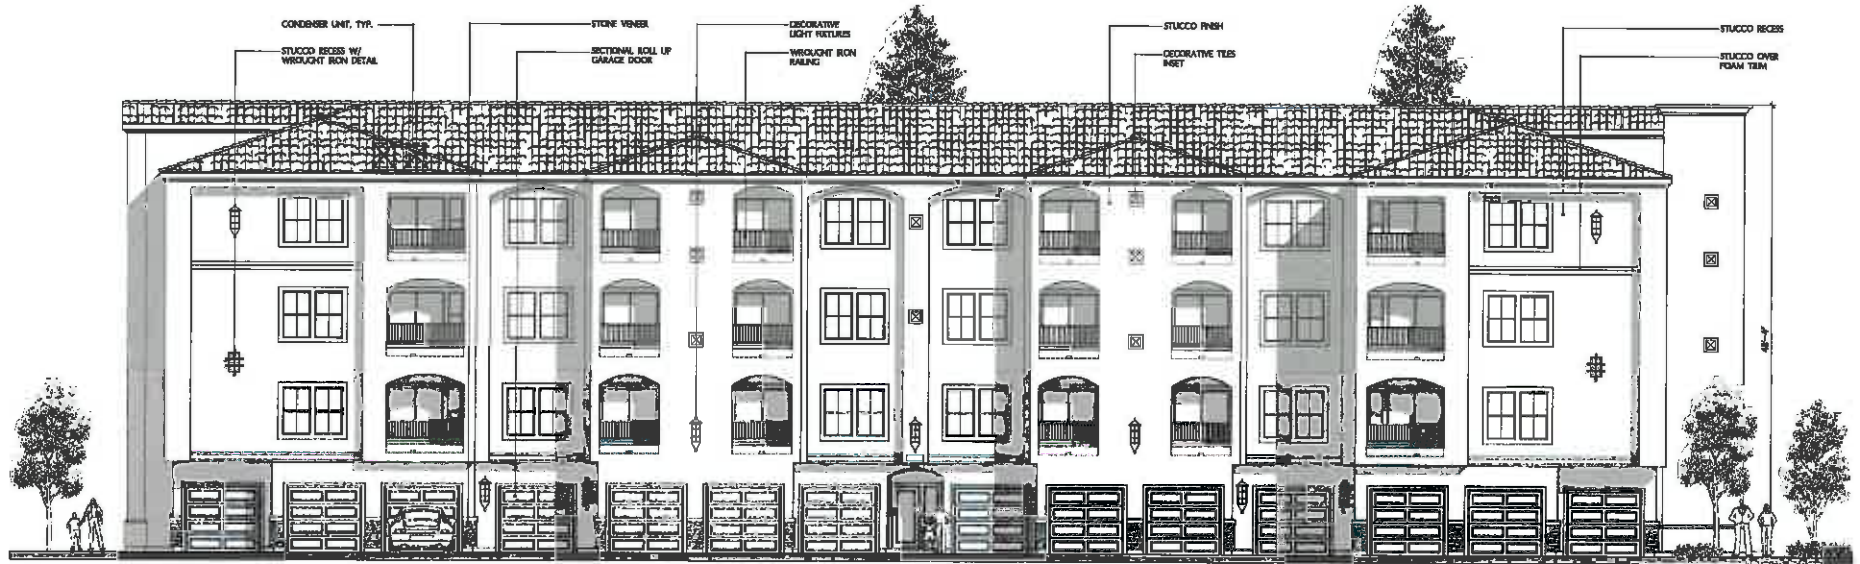 CONDENSER UNIT, TYP.
STUCCO RECESS W/
WROUGHT IRON DETAIL
STONE VENEER
SECTIONAL ROLL UP
GARAGE DOOR
DECORATIVE
LIGHT FIXTURES
WROUGHT IRON
RAILING
STUCCO FINISH
DECORATIVE TILES
INSET
STUCCO RECESS
STUCCO OVER
FOAM TRIM